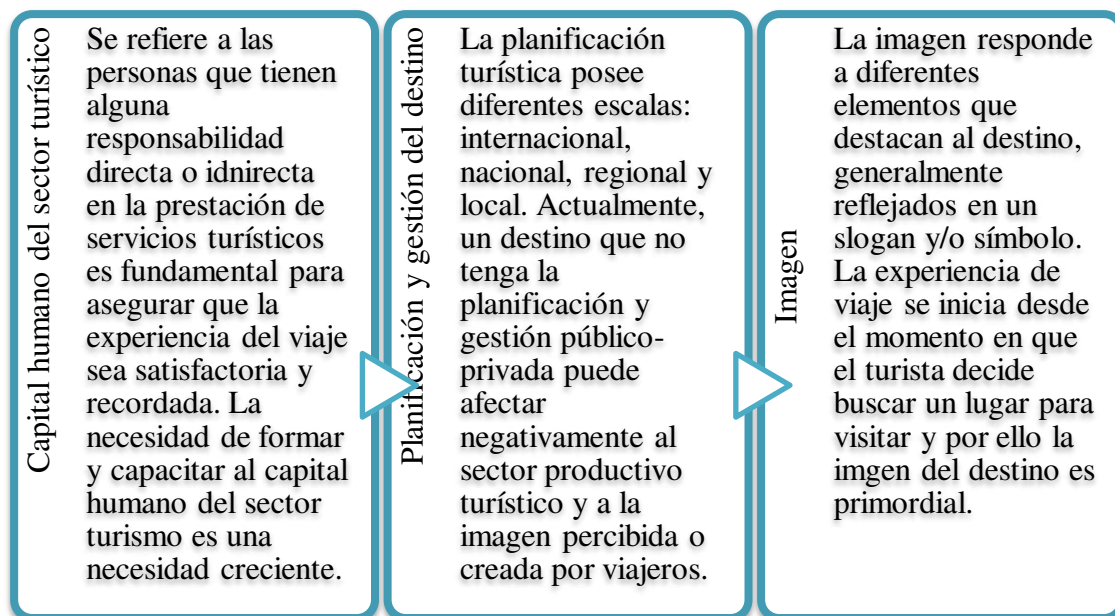 Capital humano del sector turístico
Se refiere a las
personas que tienen
alguna
responsabilidad
directa o idnirecta
en la prestación de
servicios turísticos
es fundamental para
asegurar que la
experiencia del viaje
sea satisfactoria y
recordada. La
necesidad de formar
y capacitar al capital
humano del sector
turismo es una
necesidad creciente.
Planificación y gestión del destino
La planificación
turística posee
diferentes escalas:
internacional,
nacional, regional y
local. Actualmente,
un destino que no
tenga la
planificación y
gestión público-
privada puede
afectar
negativamente al
sector productivo
turístico y a la
imagen percibida o
creada por viajeros.
Imagen
La imagen responde
a diferentes
elementos que
destacan al destino,
generalmente
reflejados en un
slogan y/o símbolo.
La experiencia de
viaje se inicia desde
el momento en que
el turista decide
buscar un lugar para
visitar y por ello la
imgen del destino es
primordial.